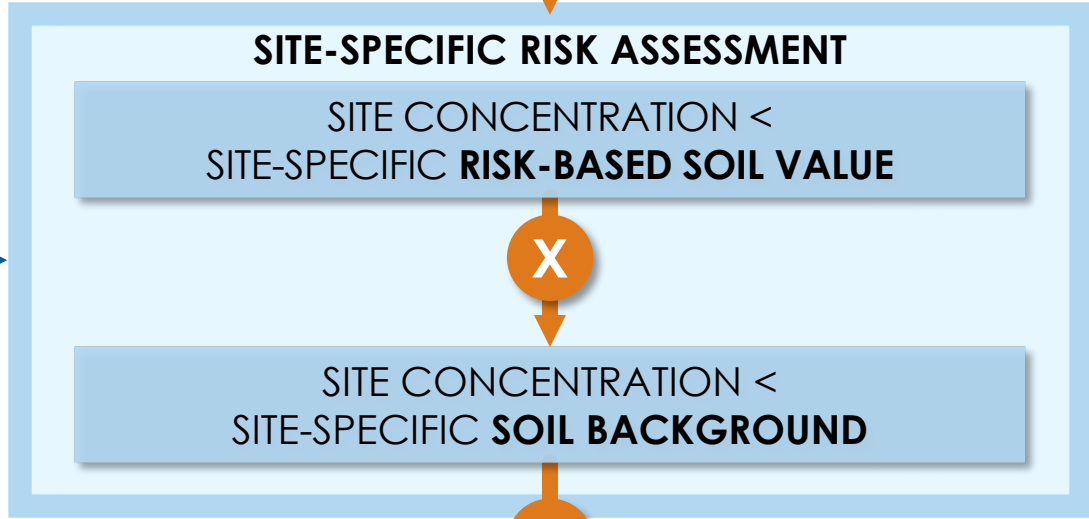 SITE-SPECIFIC RISK ASSESSMENT
SITE CONCENTRATION <
SITE-SPECIFIC RISK-BASED SOIL VALUE
X
SITE CONCENTRATION <
SITE-SPECIFIC SOIL BACKGROUND